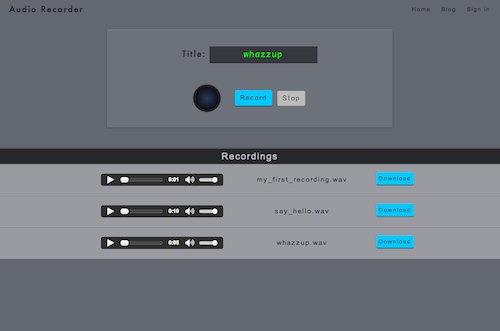 Audio Recorder
Home Blog Sign in
Title: whazzup
Record Stop
Recordings
0:01 my_first_recording.wav Download
0:10 say_hello.wav Download
0:05 whazzup.wav Download